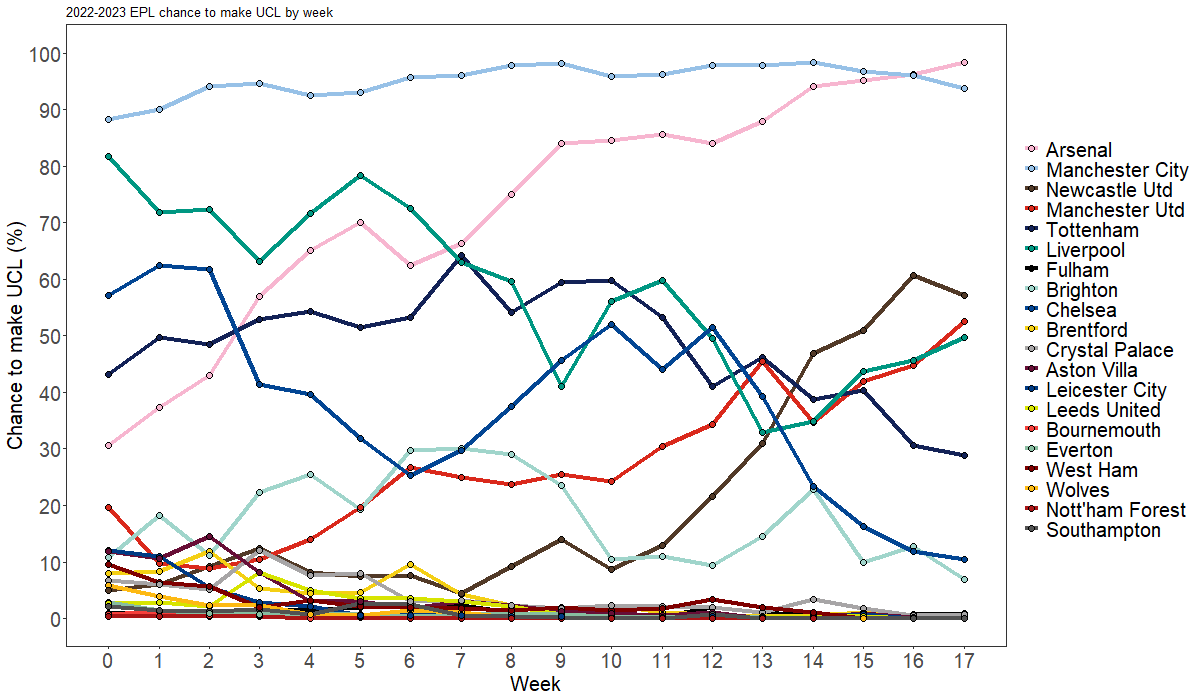 2022-2023 EPL chance to make UCL by week
Chance to make UCL (%)
100
90
80
70
60
50
40
30
20
10
0
0 1 2 3 4 5 6 7 8 9 10 11 12 13 14 15 16 17
Week
Arsenal
Manchester City
Newcastle Utd
Manchester Utd
Tottenham
Liverpool
Fulham
Brighton
Chelsea
Brentford
Crystal Palace
Aston Villa
Leicester City
Leeds United
Bournemouth
Everton
West Ham
Wolves
Nott'ham Forest
Southampton